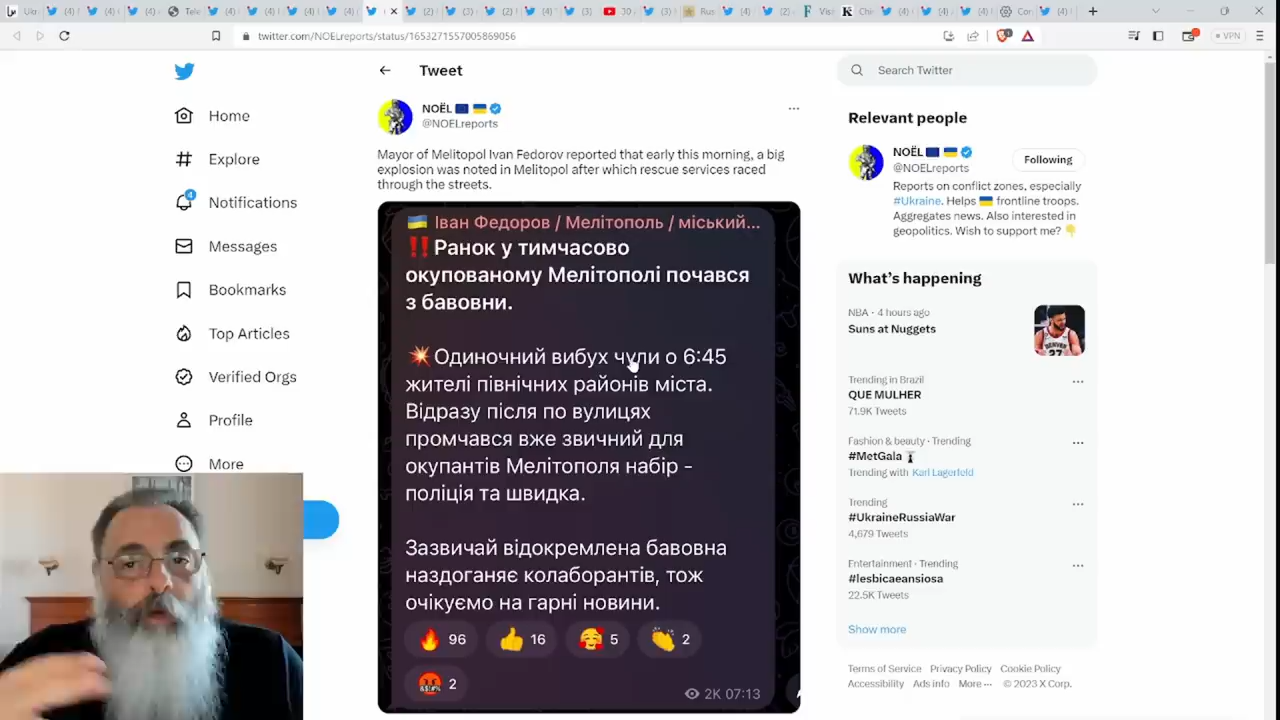 twitter.com/NOELreports/status/1653271557005869056
VPN
Home
Explore
4
Notifications
Messages
Bookmarks
Top Articles
Verified Orgs
Profile
More
Tweet
NOËL
@NOELreports
Mayor of Melitopol Ivan Fedorov reported that early this morning, a big
explosion was noted in Melitopol after which rescue services raced
through the streets.
Іван Федоров / Мелітополь / міський...
‼️Ранок у тимчасово
окупованому Мелітополі почався
з бавовни.
💥Одиночний вибух чули о 6:45
жителі північних районів міста.
Відразу після по вулицях
промчався вже звичний для
окупантів Мелітополя набір -
поліція та швидка.
Зазвичай відокремлена бавовна
наздоганяє колаборантів, тож
очікуємо на гарні новини.
96 16 5 2
2
2K 07:13
Search Twitter
Relevant people
NOËL
@NOELreports
Following
Reports on conflict zones, especially
#Ukraine. Helps 🇺🇦 frontline troops.
Aggregates news. Also interested in
geopolitics. Wish to support me? 👇
What's happening
NBA · 4 hours ago
Suns at Nuggets
Trending in Brazil
QUE MULHER
71.9K Tweets
Fashion & beauty · Trending
#MetGala
Trending with Karl Lagerfeld
Trending
#UkraineRussiaWar
4,679 Tweets
Entertainment · Trending
#lesbicaeansiosa
22.5K Tweets
Show more
Terms of Service Privacy Policy Cookie Policy
Accessibility Ads info More ··· © 2023 X Corp.